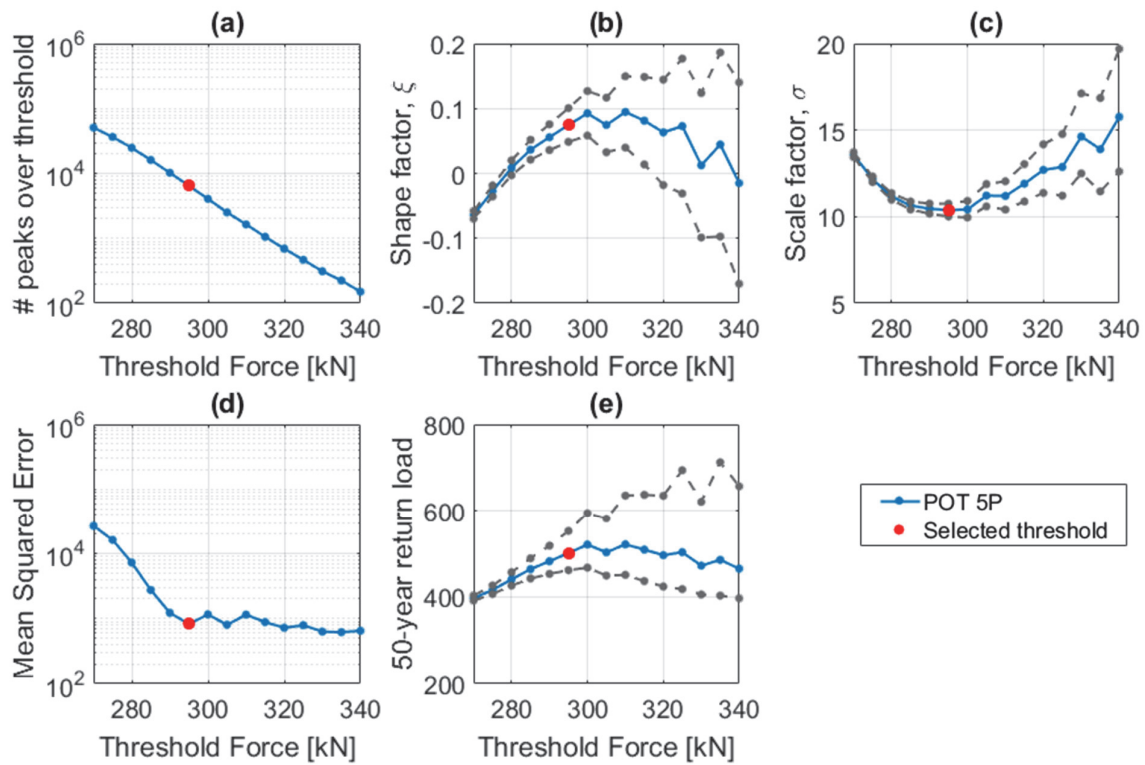 (a)
10^6
10^4
10^2
# peaks over threshold
280 300 320 340
Threshold Force [kN]
(b)
0.2
0.1
0
-0.1
-0.2
Shape factor, ξ
280 300 320 340
Threshold Force [kN]
(c)
20
15
10
5
Scale factor, σ
280 300 320 340
Threshold Force [kN]
(d)
10^6
10^4
10^2
Mean Squared Error
280 300 320 340
Threshold Force [kN]
(e)
800
600
400
200
50-year return load
280 300 320 340
Threshold Force [kN]
POT 5P
Selected threshold